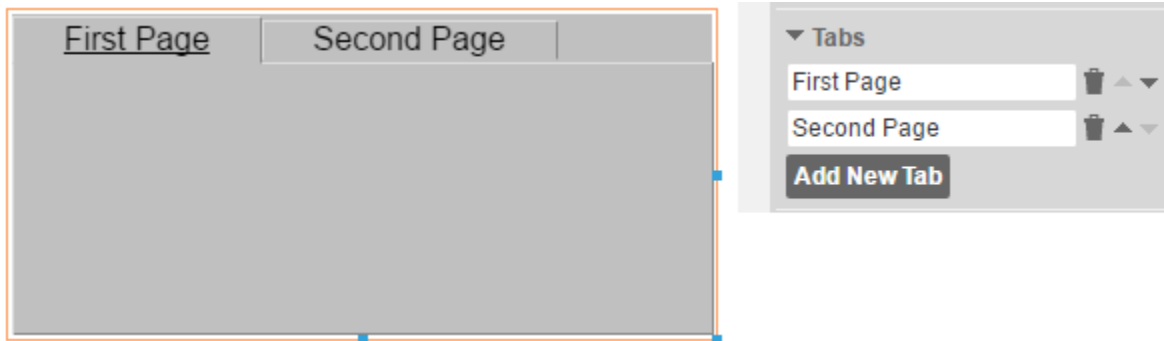 First Page
Second Page
Tabs
First Page
Second Page
Add New Tab